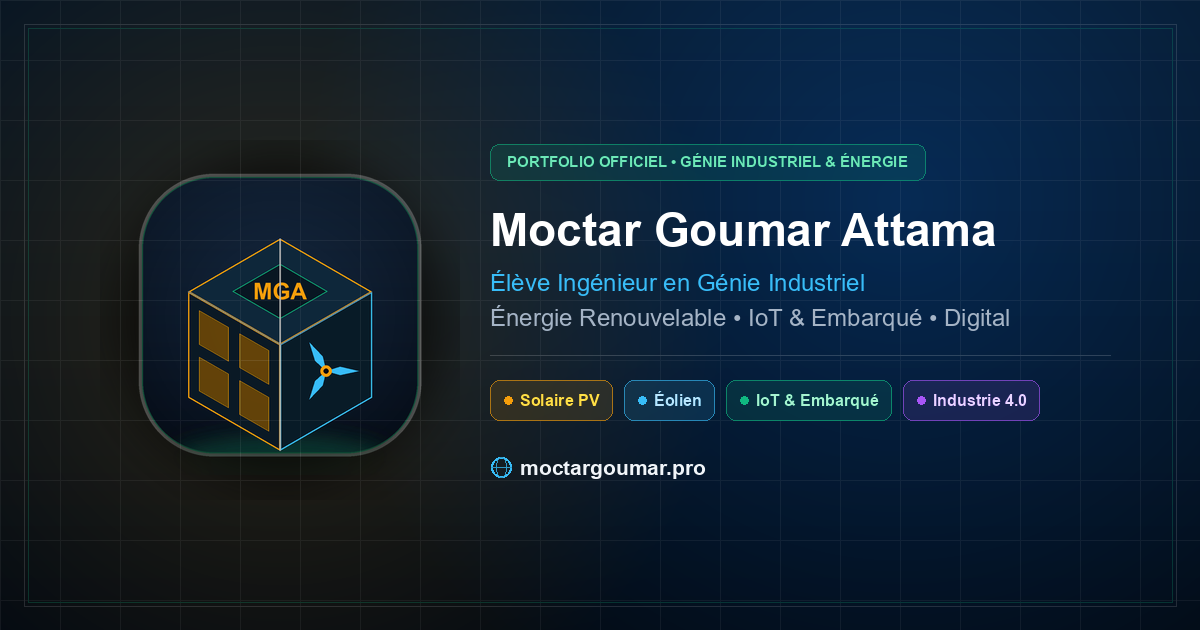 MGA
PORTFOLIO OFFICIEL • GÉNIE INDUSTRIEL & ÉNERGIE
Moctar Goumar Attama
Élève Ingénieur en Génie Industriel
Énergie Renouvelable • IoT & Embarqué • Digital
Solaire PV
Éolien
IoT & Embarqué
Industrie 4.0
moctargoumar.pro